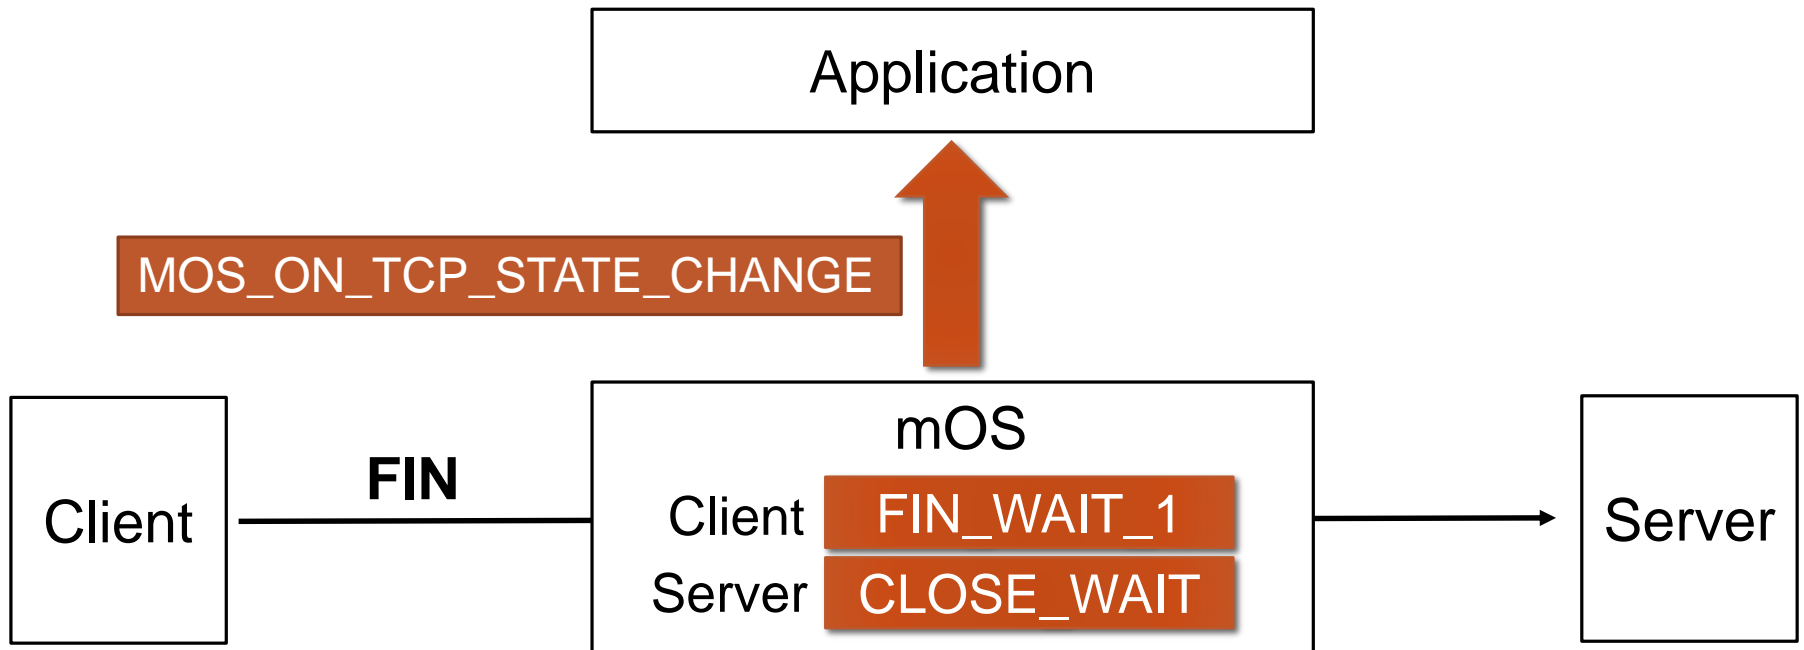 Application
MOS_ON_TCP_STATE_CHANGE
mOS
FIN
Client
Client FIN_WAIT_1
Server
Server CLOSE_WAIT